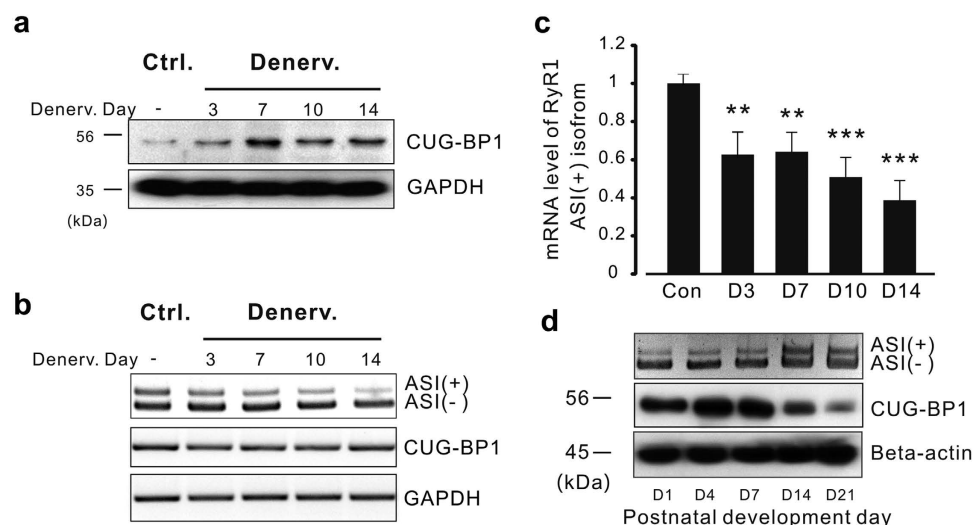 a
Ctrl. Denerv.
Denerv. Day - 3 7 10 14
56 CUG-BP1
35 GAPDH
(kDa)
b
Ctrl. Denerv.
Denerv. Day - 3 7 10 14
ASI(+)
ASI(-)
CUG-BP1
GAPDH
c
mRNA level of RyR1
ASI(+) isofrom
1.2
1
0.8
0.6
0.4
0.2
0
** ** *** ***
Con D3 D7 D10 D14
d
ASI(+)
ASI(-)
56 CUG-BP1
45 Beta-actin
(kDa)
D1 D4 D7 D14 D21
Postnatal development day